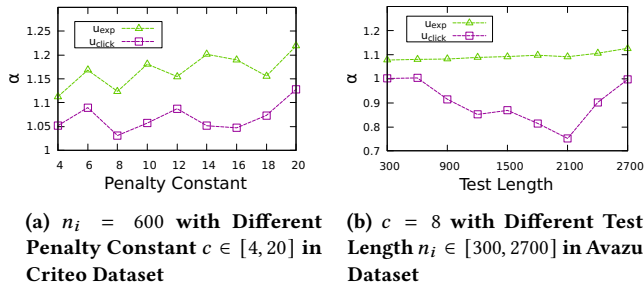 1.25
1.2
1.15
1.1
1.05
1
α
u_exp
u_click
4 6 8 10 12 14 16 18 20
Penalty Constant
1.3
1.2
1.1
1
0.9
0.8
0.7
α
u_exp
u_click
300 900 1500 2100 2700
Test Length
(a) n_i = 600 with Different
Penalty Constant c ∈ [4, 20] in
Criteo Dataset
(b) c = 8 with Different Test
Length n_i ∈ [300, 2700] in Avazu
Dataset